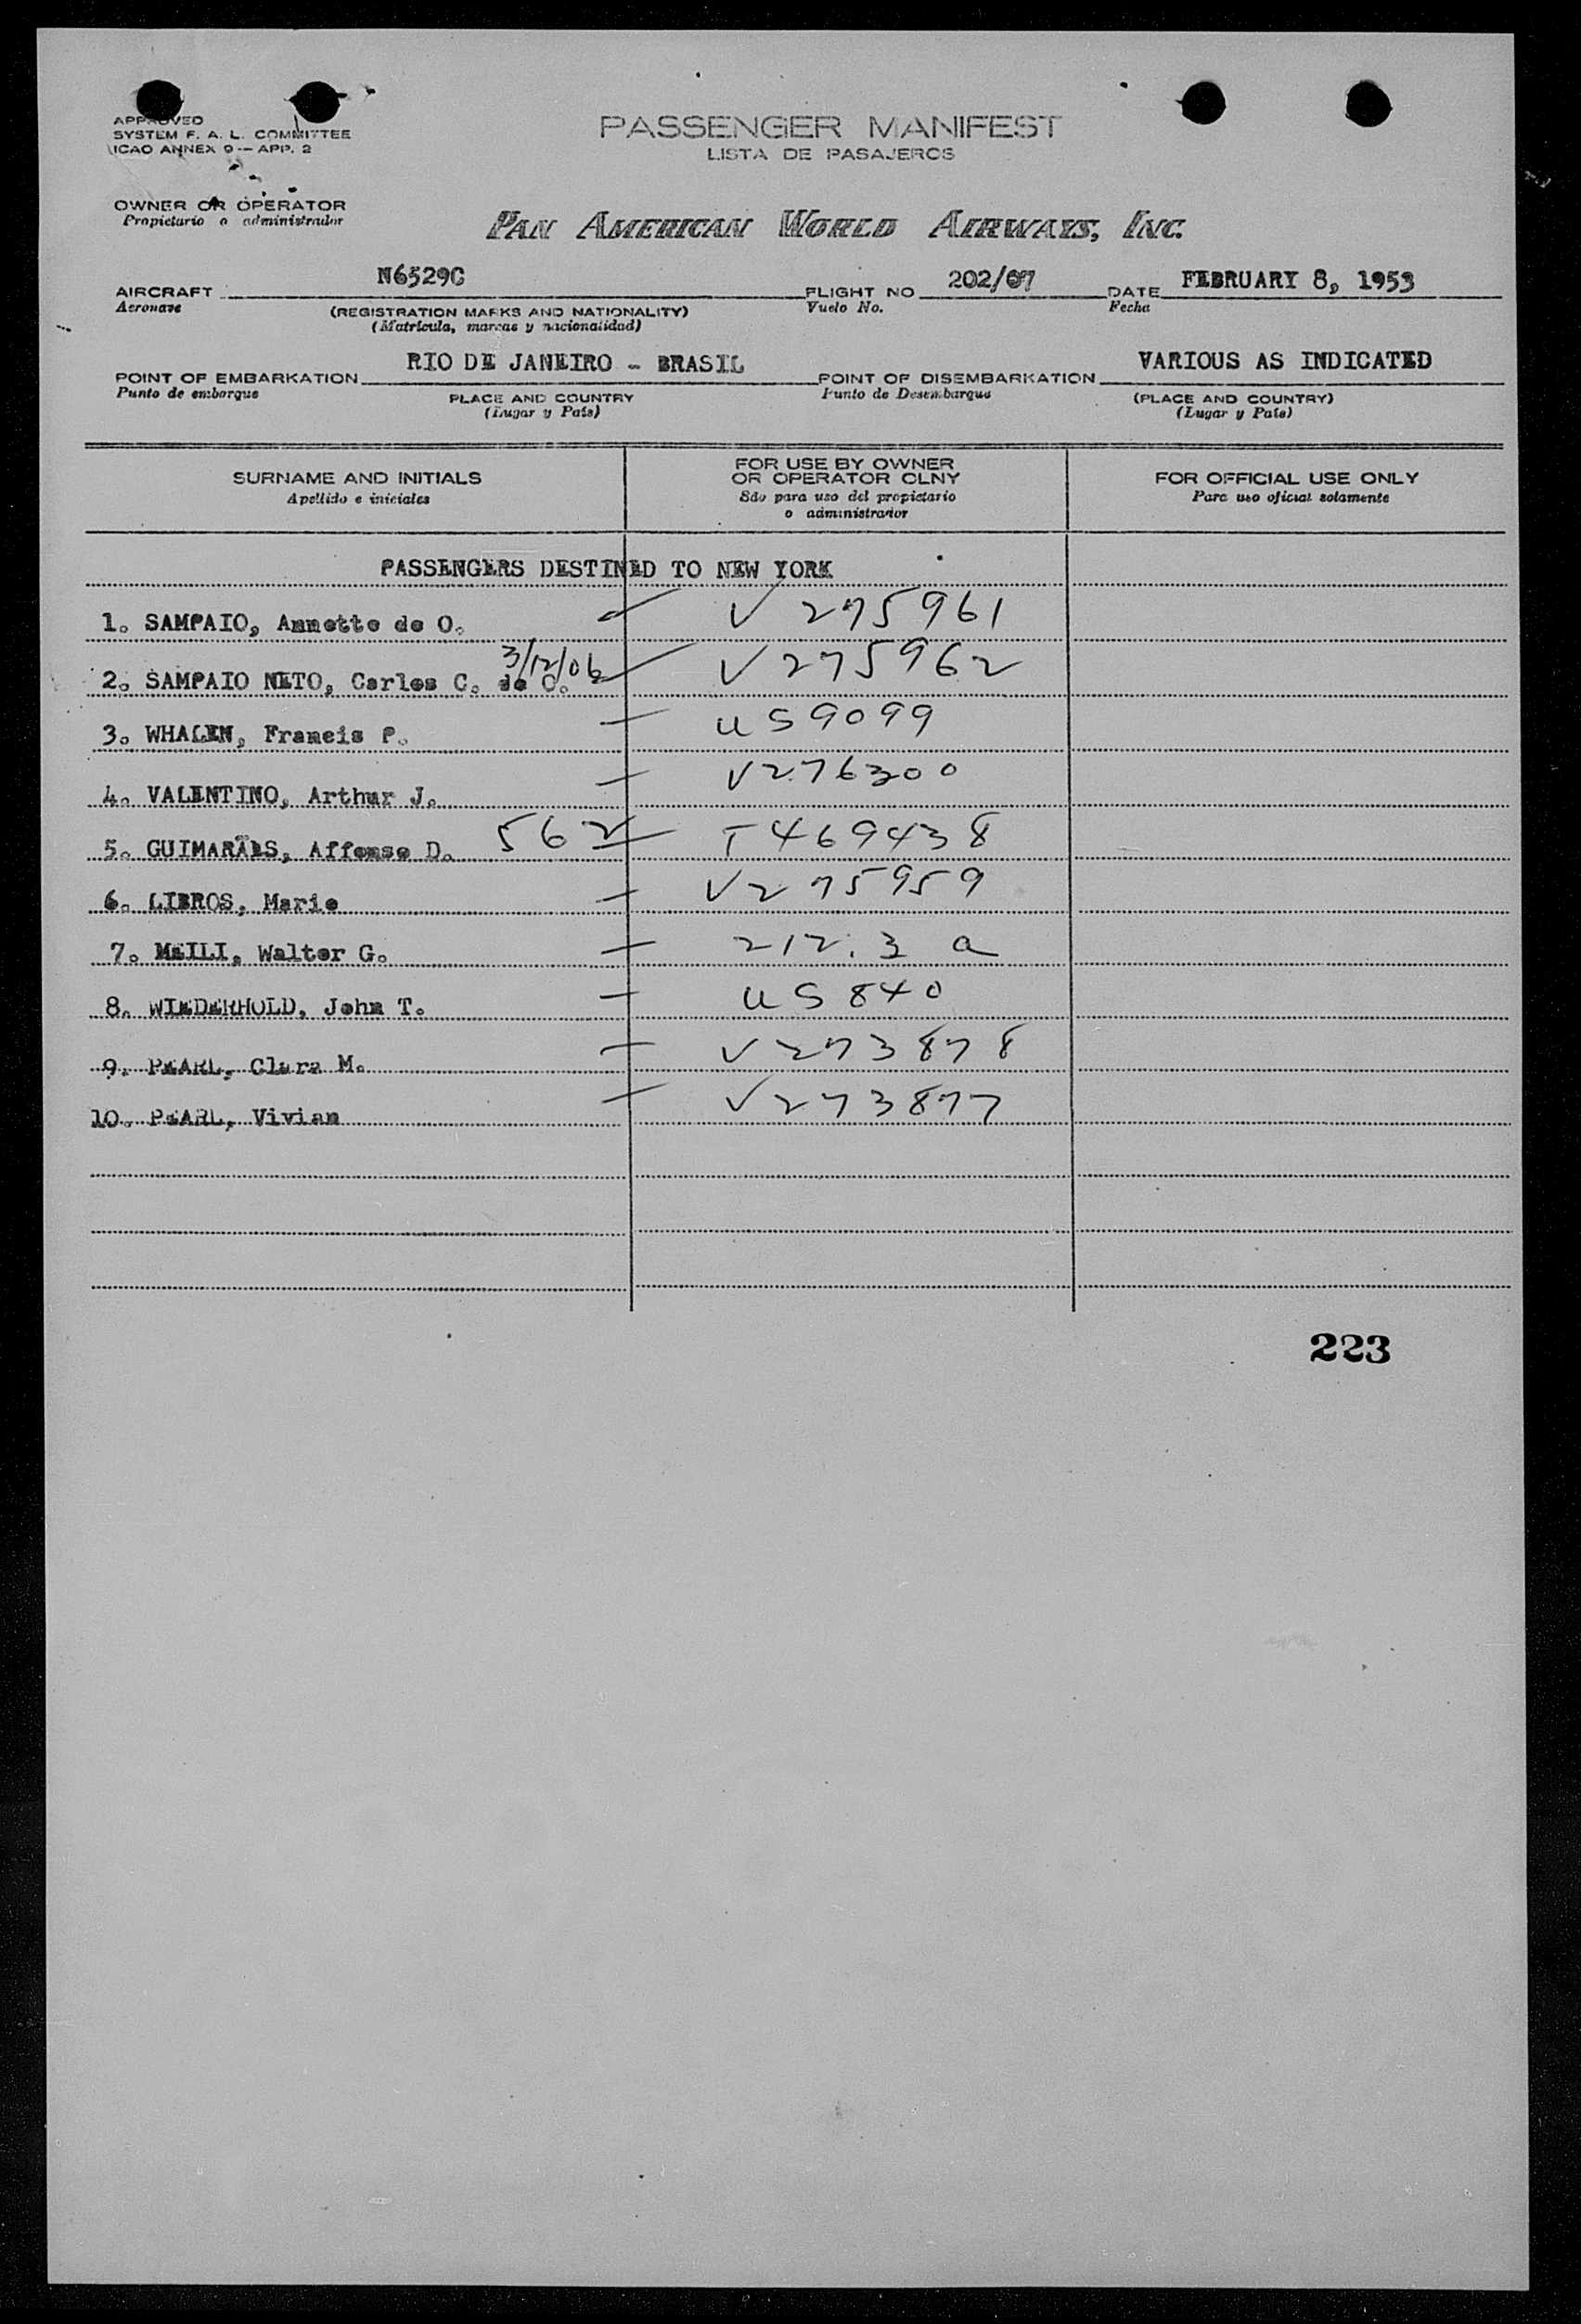 APPROVED
SYSTEM F. A. L. COMMITTEE
ICAO ANNEX 9 — APP. 2
PASSENGER MANIFEST
LISTA DE PASAJEROS
OWNER OR OPERATOR
Propietario o administrador
PAN AMERICAN WORLD AIRWAYS, INC.
AIRCRAFT N6529C FLIGHT NO 202/07 DATE FEBRUARY 8, 1953
Aeronave (REGISTRATION MARKS AND NATIONALITY) Vuelo No. Fecha
(Matricula, marcas y nacionalidad)
POINT OF EMBARKATION RIO DE JANEIRO - BRASIL POINT OF DISEMBARKATION VARIOUS AS INDICATED
Punto de embarque PLACE AND COUNTRY Punto de Desembarque (PLACE AND COUNTRY)
(Lugar y País) (Lugar y País)
SURNAME AND INITIALS
Apellido e iniciales
FOR USE BY OWNER
OR OPERATOR ONLY
Sólo para uso del propietario
o administrador
FOR OFFICIAL USE ONLY
Para uso oficial solamente
PASSENGERS DESTINED TO NEW YORK
1. SAMPAIO, Annette de O. V 275961
3/12/06
2. SAMPAIO NETO, Carlos C. de O. V275962
3. WHALEN, Francis P. US9099
4. VALENTINO, Arthur J. V276300
5. GUIMARÃES, Affonso D. 562 T469438
6. LIBROS, Marie V275959
7. MEILI, Walter G. 212.3 a
8. WIEDERHOLD, John T. US840
9. PEARL, Clara M. V273878
10. PEARL, Vivian V273877
223